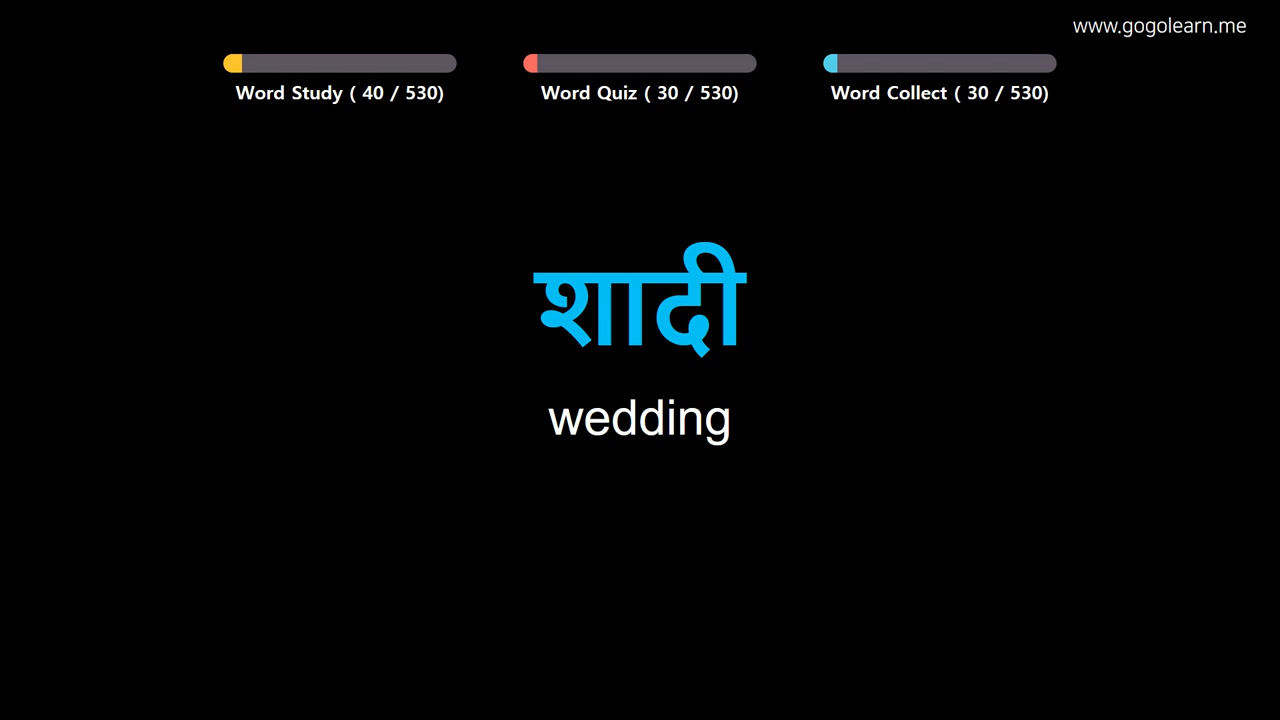 www.gogolearn.me
Word Study ( 40 / 530)
Word Quiz ( 30 / 530)
Word Collect ( 30 / 530)
शादी
wedding